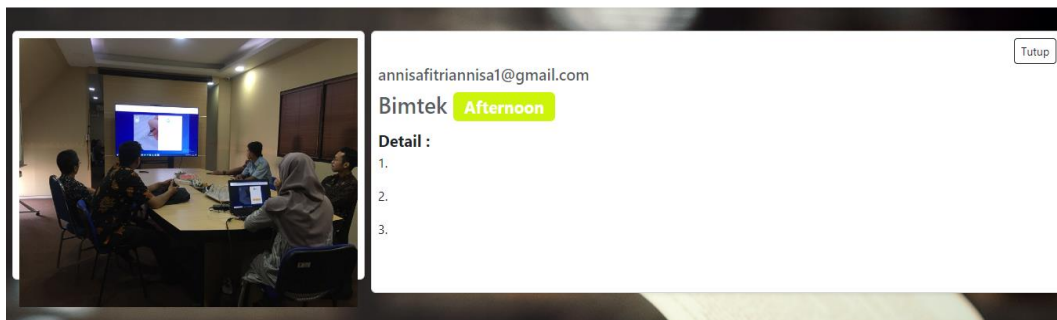 Tutup
annisafitriannisa1@gmail.com
Bimtek Afternoon
Detail :
1.
2.
3.